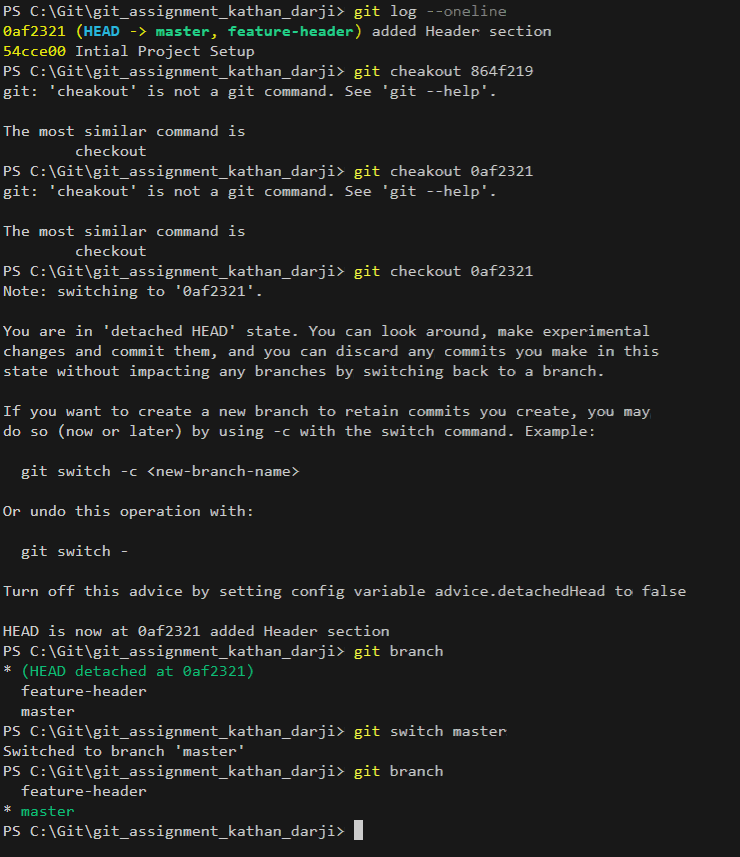 PS C:\Git\git_assignment_kathan_darji> git log --oneline
0af2321 (HEAD -> master, feature-header) added Header section
54cce00 Intial Project Setup
PS C:\Git\git_assignment_kathan_darji> git cheakout 864f219
git: 'cheakout' is not a git command. See 'git --help'.

The most similar command is
        checkout
PS C:\Git\git_assignment_kathan_darji> git cheakout 0af2321
git: 'cheakout' is not a git command. See 'git --help'.

The most similar command is
        checkout
PS C:\Git\git_assignment_kathan_darji> git checkout 0af2321
Note: switching to '0af2321'.

You are in 'detached HEAD' state. You can look around, make experimental
changes and commit them, and you can discard any commits you make in this
state without impacting any branches by switching back to a branch.

If you want to create a new branch to retain commits you create, you may
do so (now or later) by using -c with the switch command. Example:

  git switch -c <new-branch-name>

Or undo this operation with:

  git switch -

Turn off this advice by setting config variable advice.detachedHead to false

HEAD is now at 0af2321 added Header section
PS C:\Git\git_assignment_kathan_darji> git branch
* (HEAD detached at 0af2321)
  feature-header
  master
PS C:\Git\git_assignment_kathan_darji> git switch master
Switched to branch 'master'
PS C:\Git\git_assignment_kathan_darji> git branch
  feature-header
* master
PS C:\Git\git_assignment_kathan_darji>